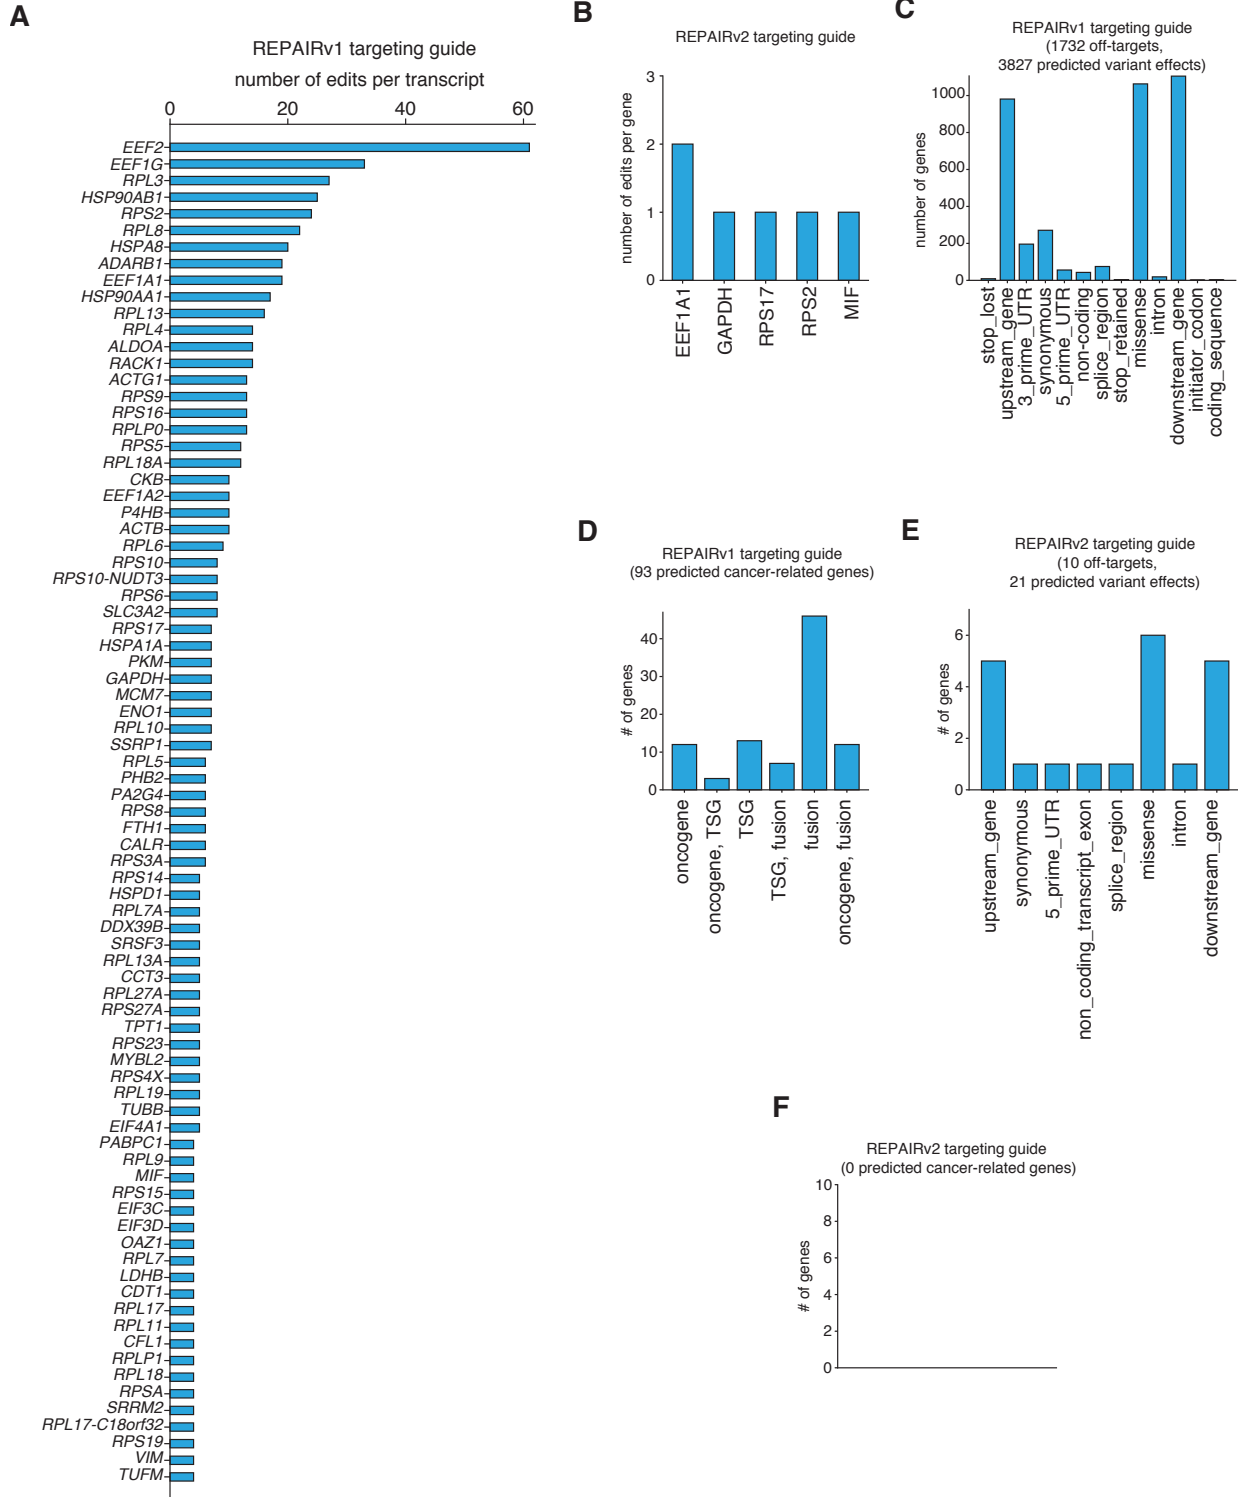 A
REPAIRv1 targeting guide
number of edits per transcript
0 20 40 60
EEF2
EEF1G
RPL3
HSP90AB1
RPS2
RPL8
HSPA8
ADARB1
EEF1A1
HSP90AA1
RPL13
RPL4
ALDOA
RACK1
ACTG1
RPS9
RPS16
RPLP0
RPS5
RPL18A
CKB
EEF1A2
P4HB
ACTB
RPL6
RPS10
RPS10-NUDT3
RPS6
SLC3A2
RPS17
HSPA1A
PKM
GAPDH
MCM7
ENO1
RPL10
SSRP1
RPL5
PHB2
PA2G4
RPS8
FTH1
CALR
RPS3A
RPS14
HSPD1
RPL7A
DDX39B
SRSF3
RPL13A
CCT3
RPL27A
RPS27A
TPT1
RPS23
MYBL2
RPS4X
RPL19
TUBB
EIF4A1
PABPC1
RPL9
MIF
RPS15
EIF3C
EIF3D
OAZ1
RPL7
LDHB
CDT1
RPL17
RPL11
CFL1
RPLP1
RPL18
RPSA
SRRM2
RPL17-C18orf32
RPS19
VIM
TUFM
B
REPAIRv2 targeting guide
number of edits per gene
3
2
1
0
EEF1A1
GAPDH
RPS17
RPS2
MIF
C
REPAIRv1 targeting guide
(1732 off-targets,
3827 predicted variant effects)
number of genes
1000
800
600
400
200
0
stop_lost
upstream_gene
3_prime_UTR
synonymous
5_prime_UTR
non-coding
splice_region
stop_retained
missense
intron
downstream_gene
initiator_codon
coding_sequence
D
REPAIRv1 targeting guide
(93 predicted cancer-related genes)
# of genes
40
30
20
10
0
oncogene
oncogene, TSG
TSG
TSG, fusion
fusion
oncogene, fusion
E
REPAIRv2 targeting guide
(10 off-targets,
21 predicted variant effects)
# of genes
6
4
2
0
upstream_gene
synonymous
5_prime_UTR
non_coding_transcript_exon
splice_region
missense
intron
downstream_gene
F
REPAIRv2 targeting guide
(0 predicted cancer-related genes)
# of genes
10
8
6
4
2
0